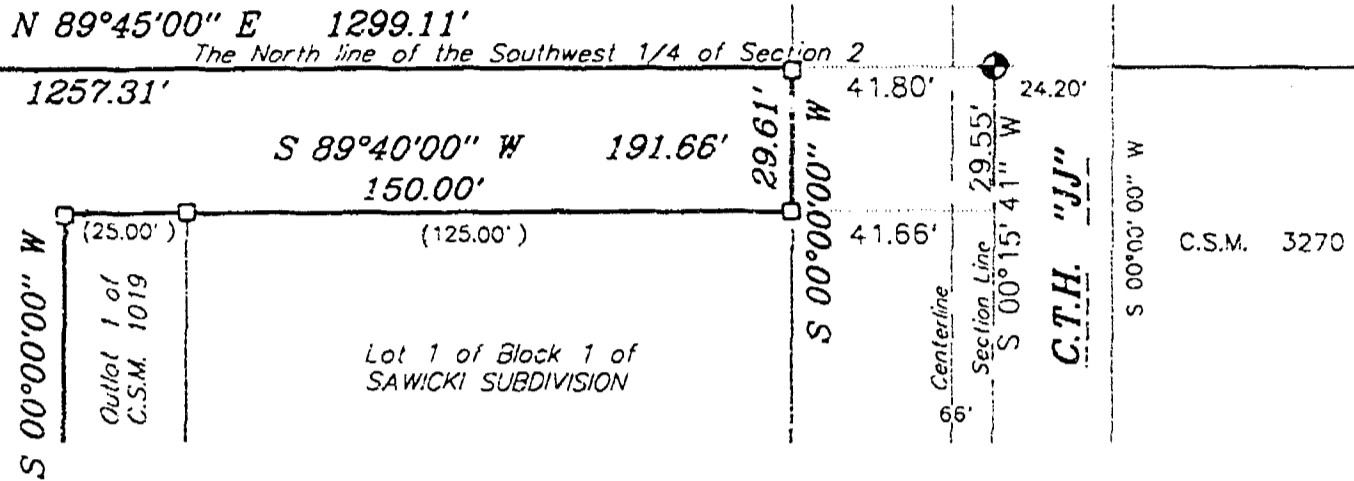 N 89°45'00" E 1299.11'
The North line of the Southwest 1/4 of Section 2
1257.31'
41.80'
24.20'
29.61'
S 00°00'00" W
S 89°40'00" W 191.66'
150.00'
(25.00')
(125.00')
41.66'
Centerline
66'
Section Line 29.55'
S 00°15'41" W
C.T.H. "JJ"
S 00°00'00" W
C.S.M. 3270
S 00°00'00" W
Outlot 1 of
C.S.M. 1019
Lot 1 of Block 1 of
SAWICKI SUBDIVISION